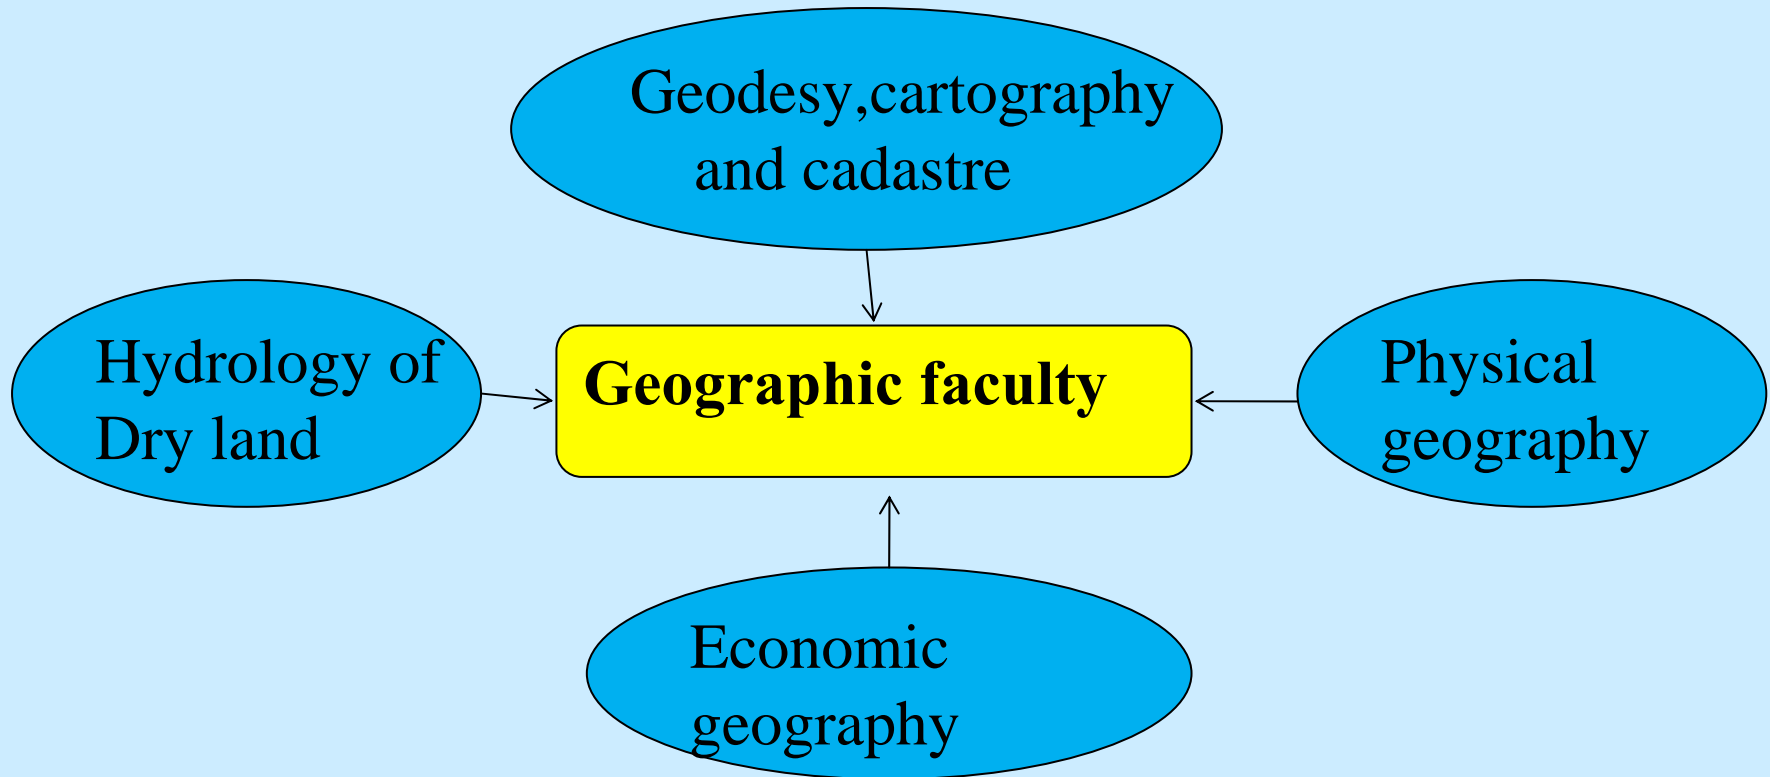 Geodesy,cartography
and cadastre
Hydrology of
Dry land
Geographic faculty
Physical
geography
Economic
geography